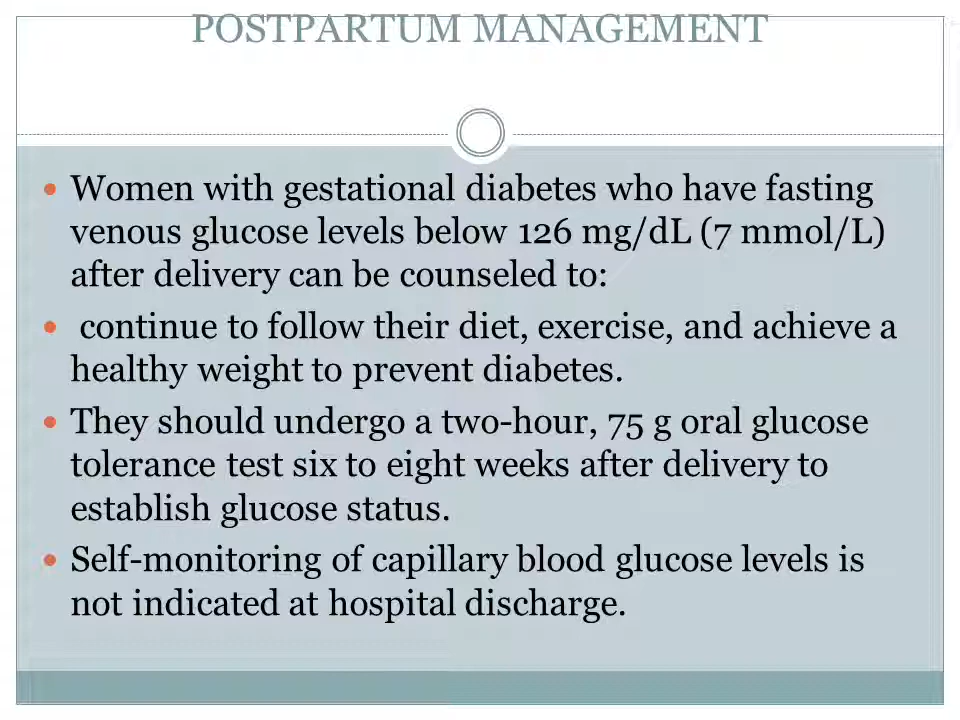 POSTPARTUM MANAGEMENT
• Women with gestational diabetes who have fasting
venous glucose levels below 126 mg/dL (7 mmol/L)
after delivery can be counseled to:
• continue to follow their diet, exercise, and achieve a
healthy weight to prevent diabetes.
• They should undergo a two-hour, 75 g oral glucose
tolerance test six to eight weeks after delivery to
establish glucose status.
• Self-monitoring of capillary blood glucose levels is
not indicated at hospital discharge.